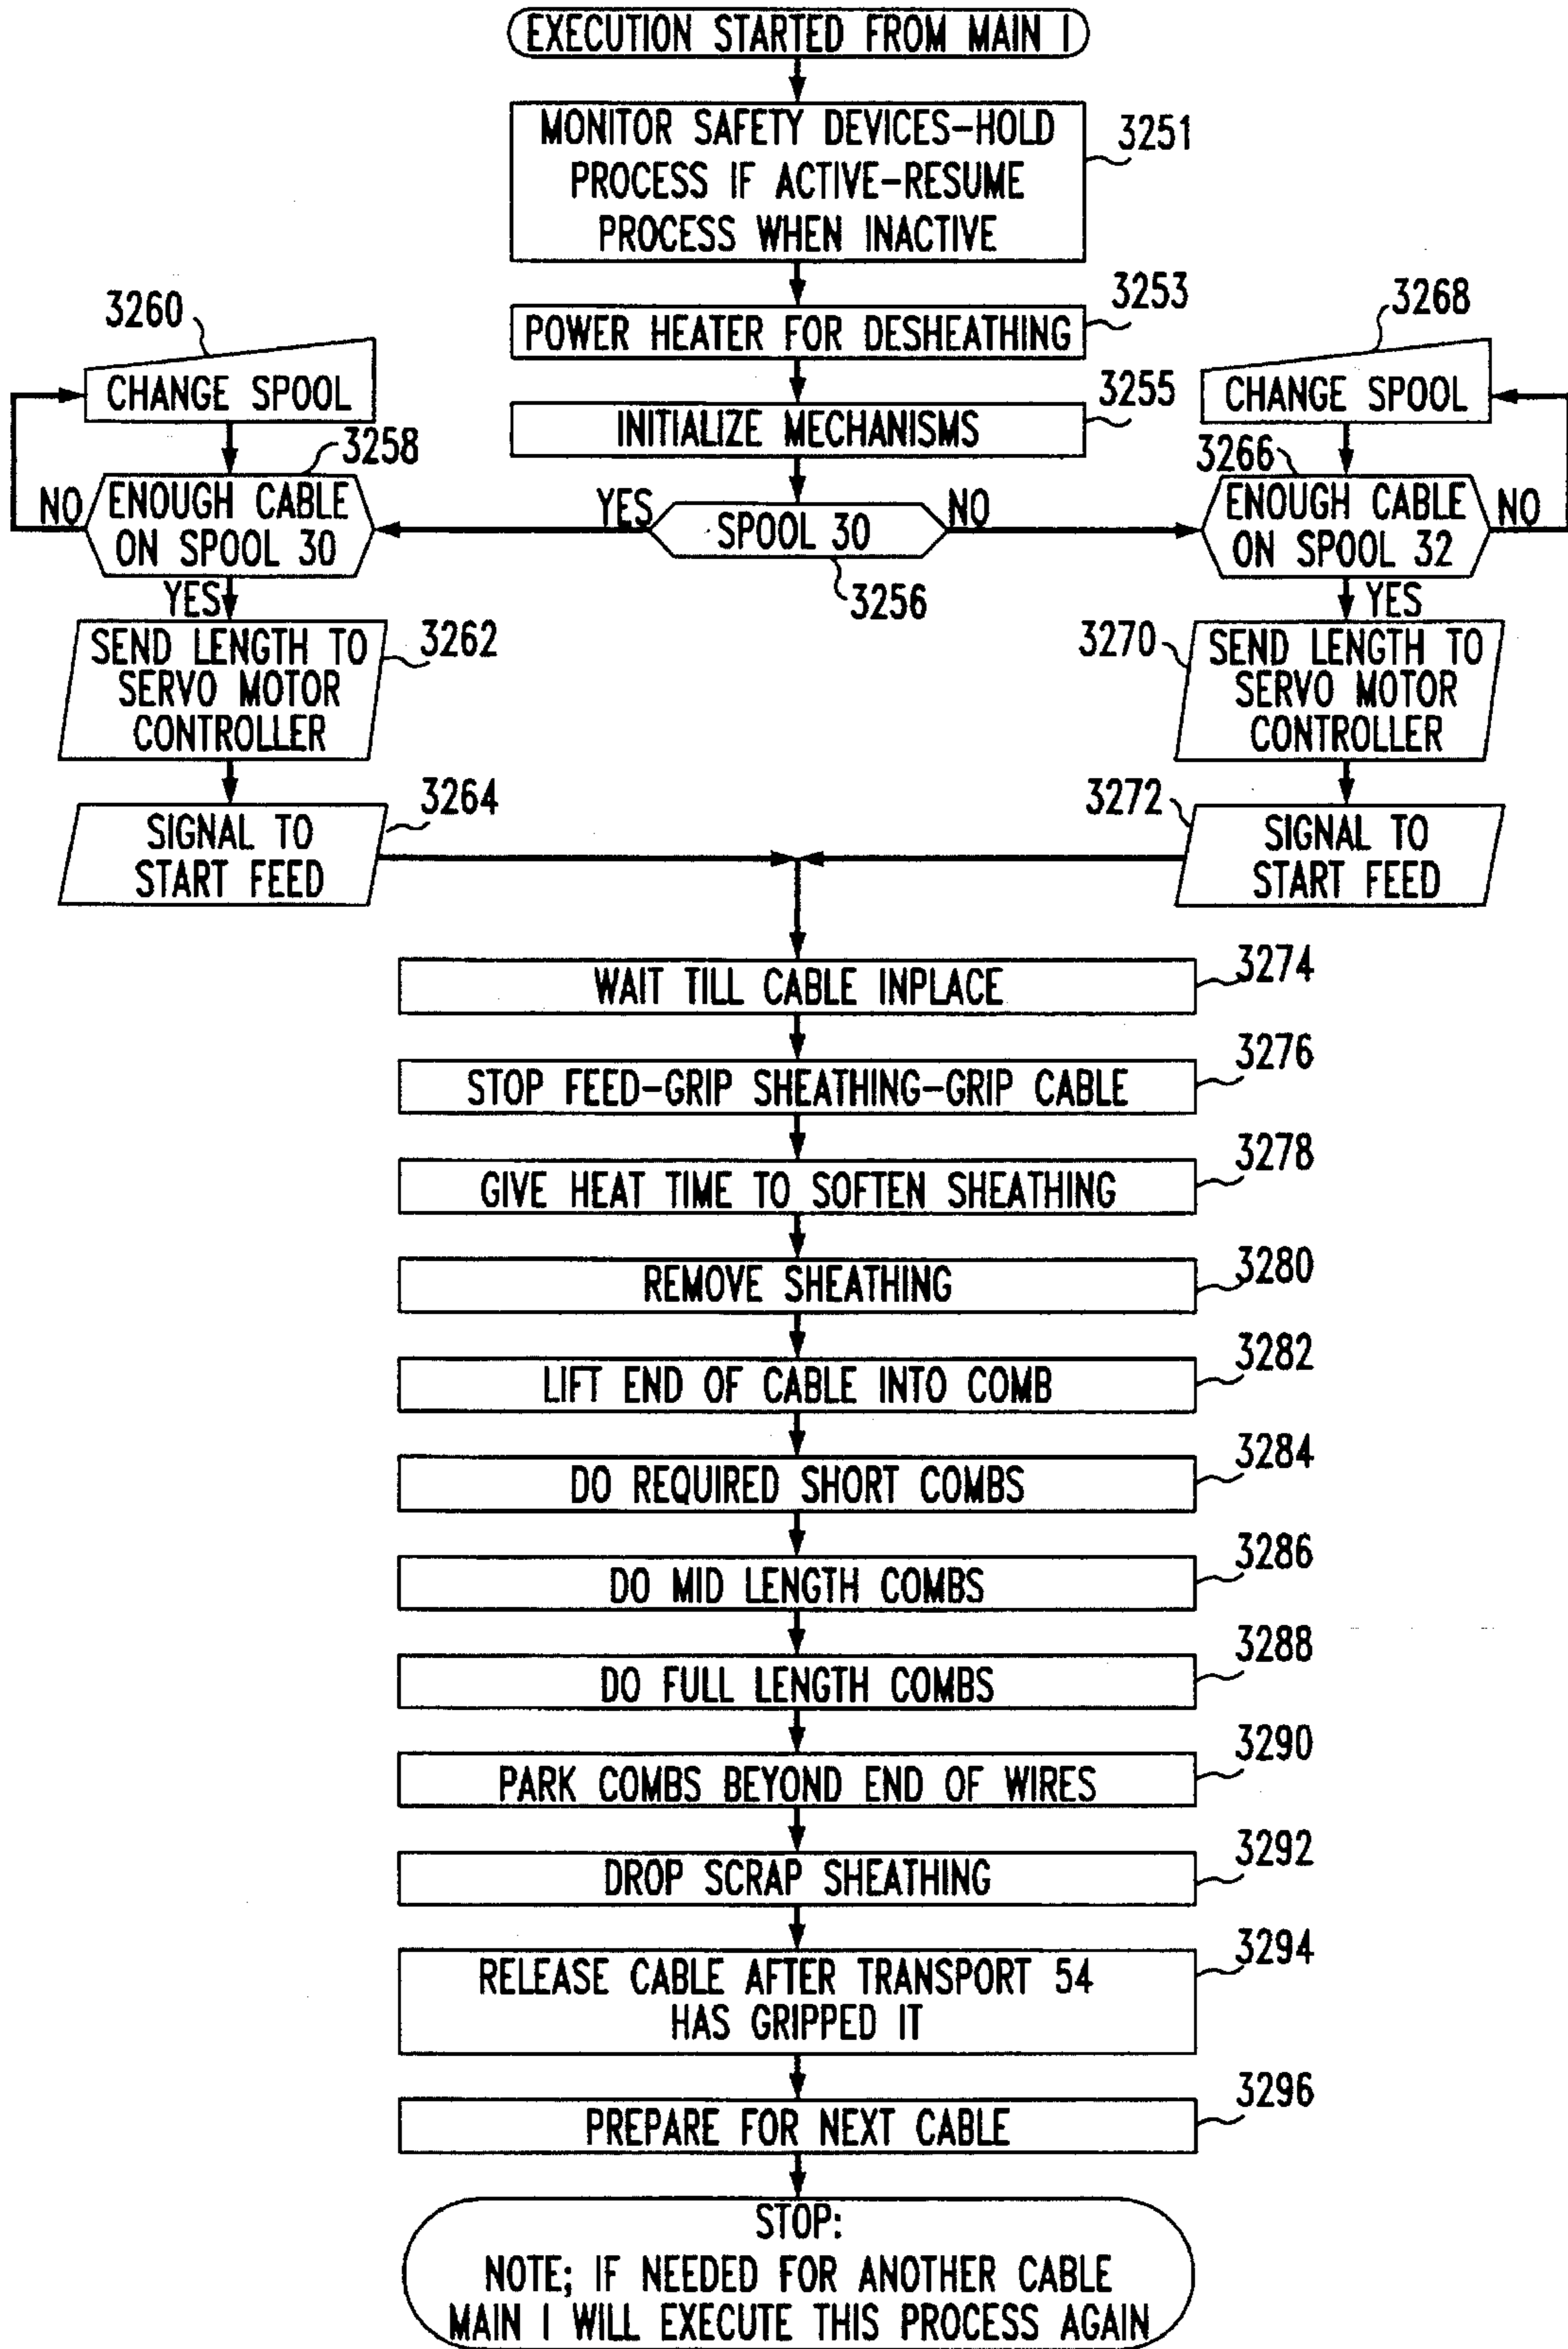 EXECUTION STARTED FROM MAIN I
MONITOR SAFETY DEVICES-HOLD
PROCESS IF ACTIVE-RESUME
PROCESS WHEN INACTIVE
3251
POWER HEATER FOR DESHEATHING
3253
INITIALIZE MECHANISMS
3255
SPOOL 30
3256
YES
NO
3260
CHANGE SPOOL
3258
ENOUGH CABLE
ON SPOOL 30
NO
YES
SEND LENGTH TO
SERVO MOTOR
CONTROLLER
3262
SIGNAL TO
START FEED
3264
3268
CHANGE SPOOL
3266
ENOUGH CABLE
ON SPOOL 32
NO
YES
3270
SEND LENGTH TO
SERVO MOTOR
CONTROLLER
3272
SIGNAL TO
START FEED
WAIT TILL CABLE INPLACE
3274
STOP FEED-GRIP SHEATHING-GRIP CABLE
3276
GIVE HEAT TIME TO SOFTEN SHEATHING
3278
REMOVE SHEATHING
3280
LIFT END OF CABLE INTO COMB
3282
DO REQUIRED SHORT COMBS
3284
DO MID LENGTH COMBS
3286
DO FULL LENGTH COMBS
3288
PARK COMBS BEYOND END OF WIRES
3290
DROP SCRAP SHEATHING
3292
RELEASE CABLE AFTER TRANSPORT 54
HAS GRIPPED IT
3294
PREPARE FOR NEXT CABLE
3296
STOP:
NOTE; IF NEEDED FOR ANOTHER CABLE
MAIN I WILL EXECUTE THIS PROCESS AGAIN